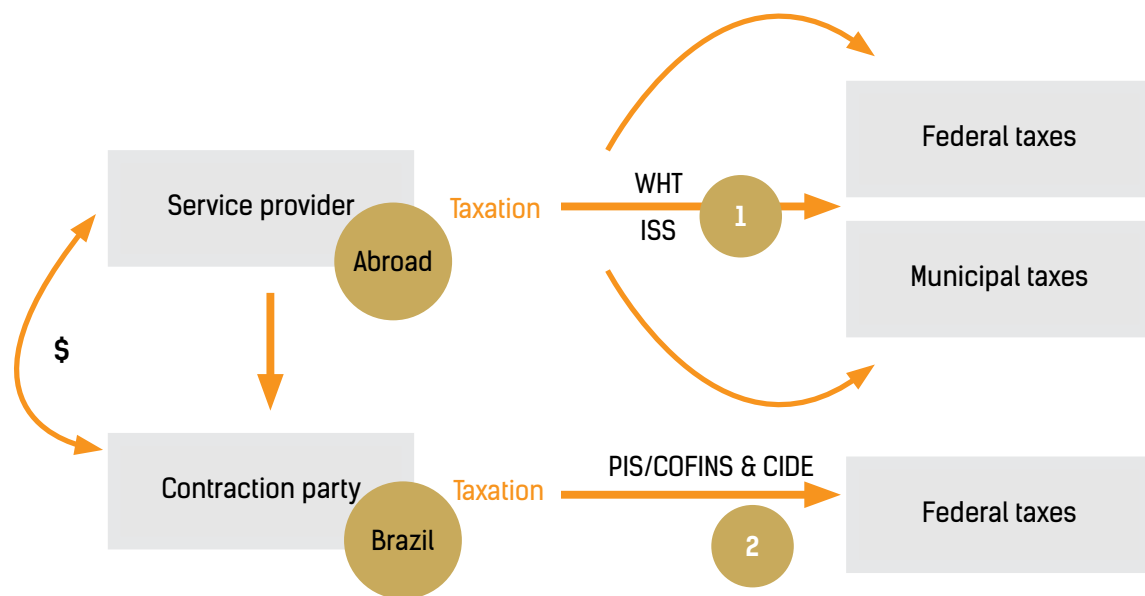 Federal taxes
Service provider
WHT
Taxation
1
ISS
Abroad
Municipal taxes
$
PIS/COFINS & CIDE
Contraction party
Taxation
Federal taxes
Brazil
2